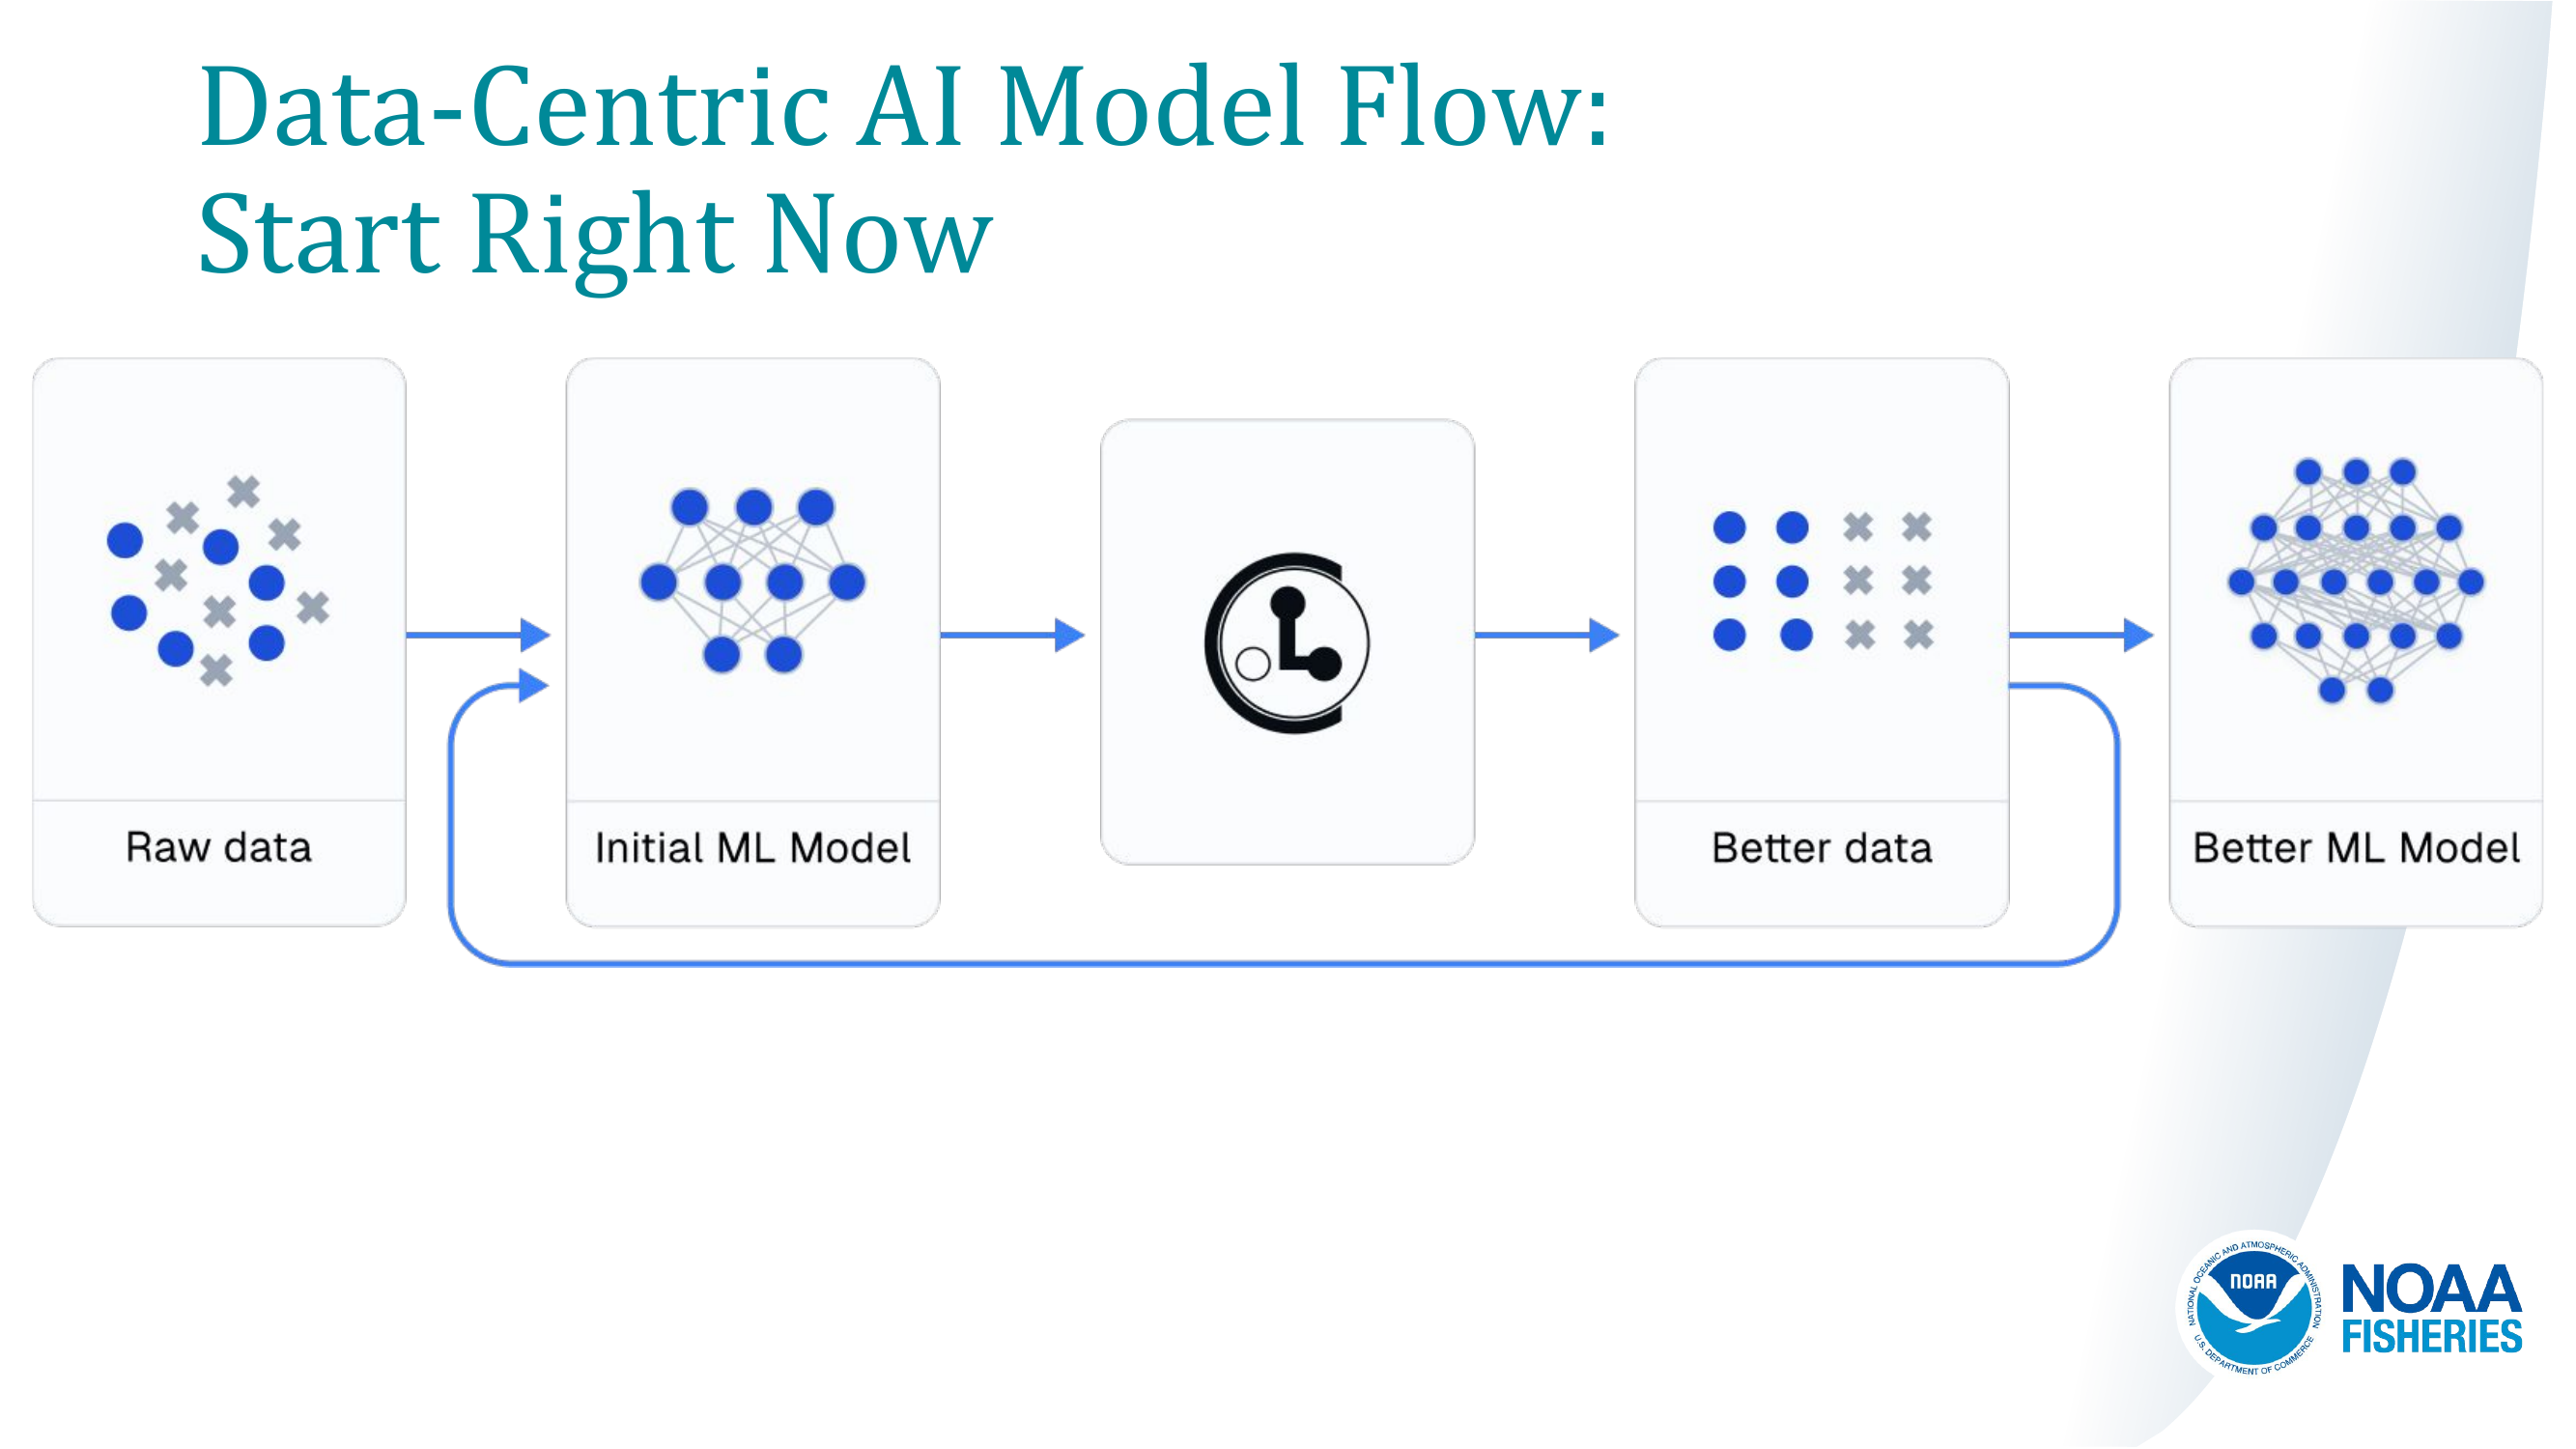 Data-Centric AI Model Flow:
Start Right Now
Raw data
Initial ML Model
Better data
Better ML Model
NATIONAL OCEANIC AND ATMOSPHERIC ADMINISTRATION
U.S. DEPARTMENT OF COMMERCE
NOAA
NOAA
FISHERIES